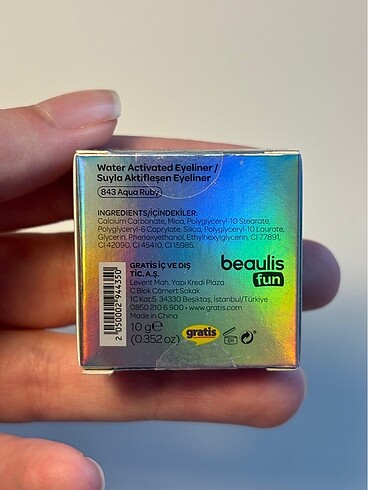 Water Activated Eyeliner /
Suyla Aktifleşen Eyeliner
843 Aqua Ruby
INGREDIENTS/İÇİNDEKİLER:
Calcium Carbonate, Mica, Polyglyceryl-10 Stearate,
Polyglyceryl-6 Caprylate, Silica, Polyglyceryl-10 Laurate,
Glycerin, Phenoxyethanol, Ethylhexylglycerin, CI 77891,
CI 42090, CI 45410, CI 15985.
GRATİS İÇ VE DIŞ
TİC. A.Ş.
Levent Mah. Yapı Kredi Plaza
C Blok Cömert Sokak
1C Kat:5 34330 Beşiktaş, İstanbul/Türkiye
0850 210 6 900 • www.gratis.com
Made in China
10 g ℮
(0.352 oz)
beaulis
fun
gratis
2 050002 944350